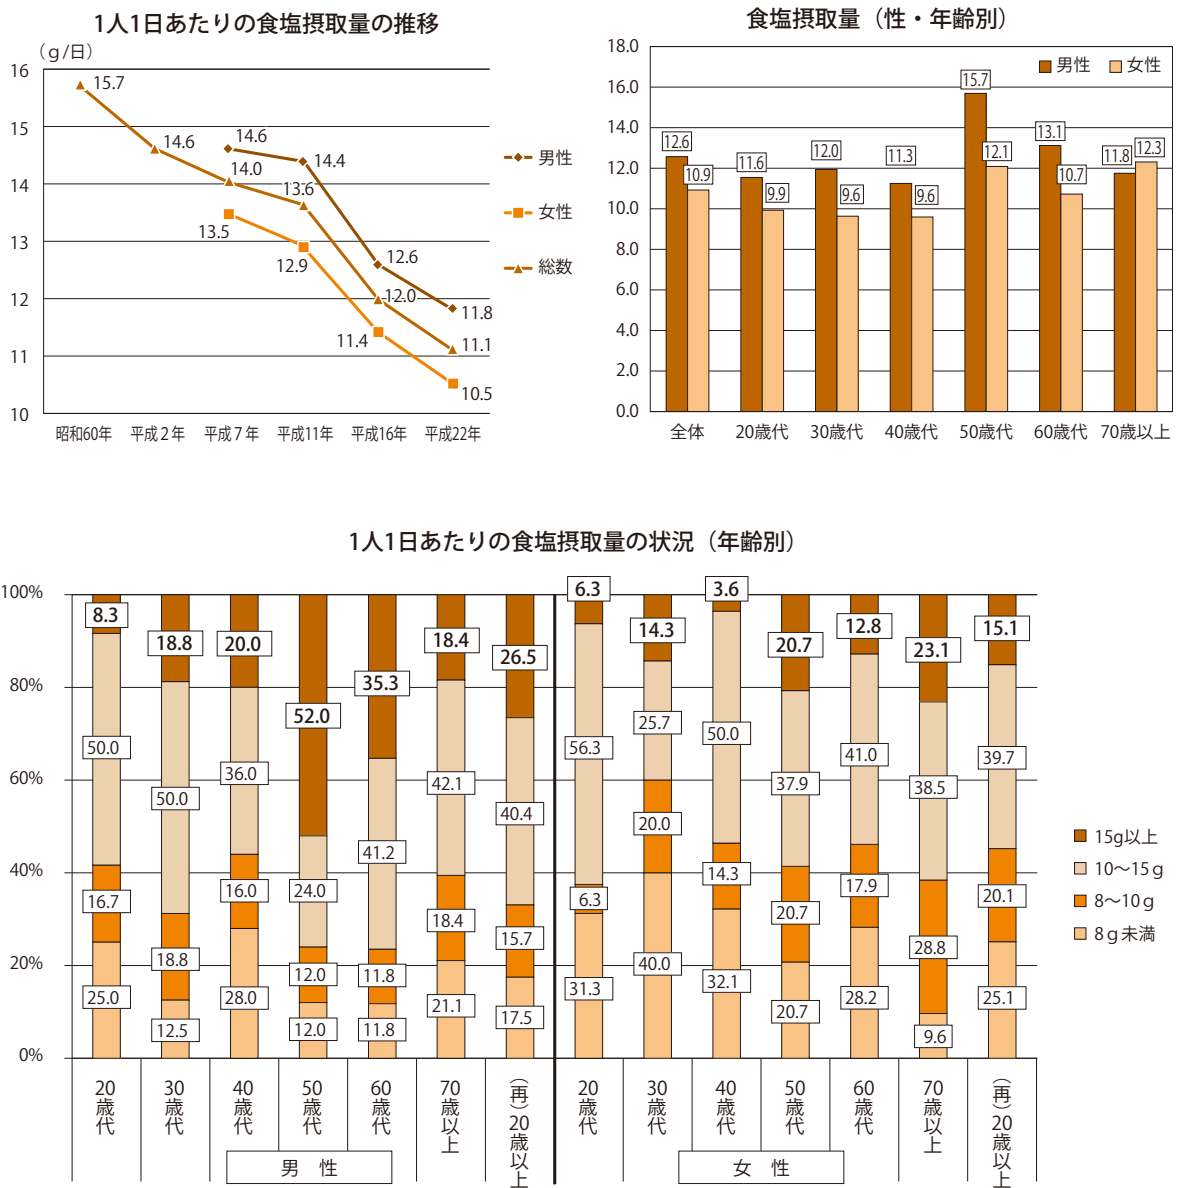 1人1日あたりの食塩摂取量の推移
（ｇ/日）
16
15
14
13
12
11
10
15.7
14.6
14.6
14.4
14.0
13.6
13.5
12.9
12.6
12.0
11.4
11.8
11.1
10.5
男性
女性
総数
昭和60年 平成２年 平成７年 平成11年 平成16年 平成22年
食塩摂取量（性・年齢別）
男性 女性
18.0
16.0
14.0
12.0
10.0
8.0
6.0
4.0
2.0
0.0
12.6 10.9
11.6 9.9
12.0 9.6
11.3 9.6
15.7 12.1
13.1 10.7
11.8 12.3
全体 20歳代 30歳代 40歳代 50歳代 60歳代 70歳以上
1人1日あたりの食塩摂取量の状況（年齢別）
100%
80%
60%
40%
20%
0%
8.3 50.0 16.7 25.0
18.8 50.0 18.8 12.5
20.0 36.0 16.0 28.0
52.0 24.0 12.0 12.0
35.3 41.2 11.8 11.8
18.4 42.1 18.4 21.1
26.5 40.4 15.7 17.5
6.3 56.3 6.3 31.3
14.3 25.7 20.0 40.0
3.6 50.0 14.3 32.1
20.7 37.9 20.7 20.7
12.8 41.0 17.9 28.2
23.1 38.5 28.8 9.6
15.1 39.7 20.1 25.1
15g以上
10〜15ｇ
8〜10ｇ
8ｇ未満
20歳代
30歳代
40歳代
50歳代
60歳代
70歳以上
（再）20歳以上
20歳代
30歳代
40歳代
50歳代
60歳代
70歳以上
（再）20歳以上
男 性
女 性